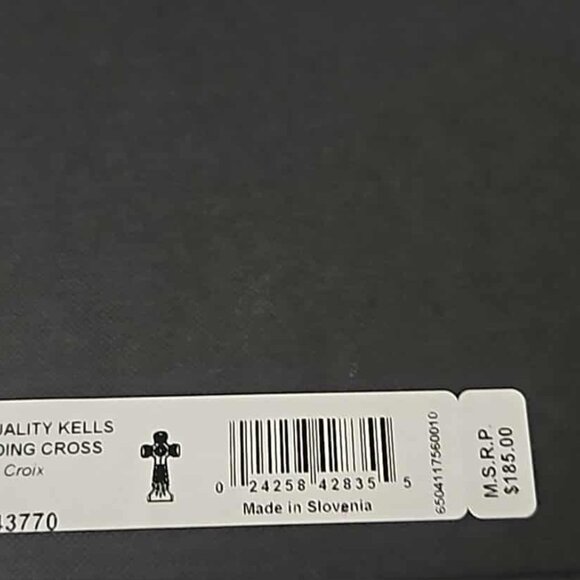 UALITY KELLS
DING CROSS
Croix
43770
0 24258 42835 5
Made in Slovenia
6504117560010
M.S.R.P.
$185.00